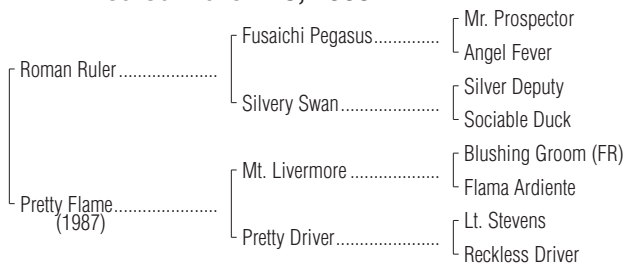 Fusaichi Pegasus.............. Mr. Prospector
Angel Fever
Roman Ruler.....................
Silvery Swan..................... Silver Deputy
Sociable Duck
Mt. Livermore ................... Blushing Groom (FR)
Flama Ardiente
Pretty Flame......................
(1987)
Pretty Driver...................... Lt. Stevens
Reckless Driver